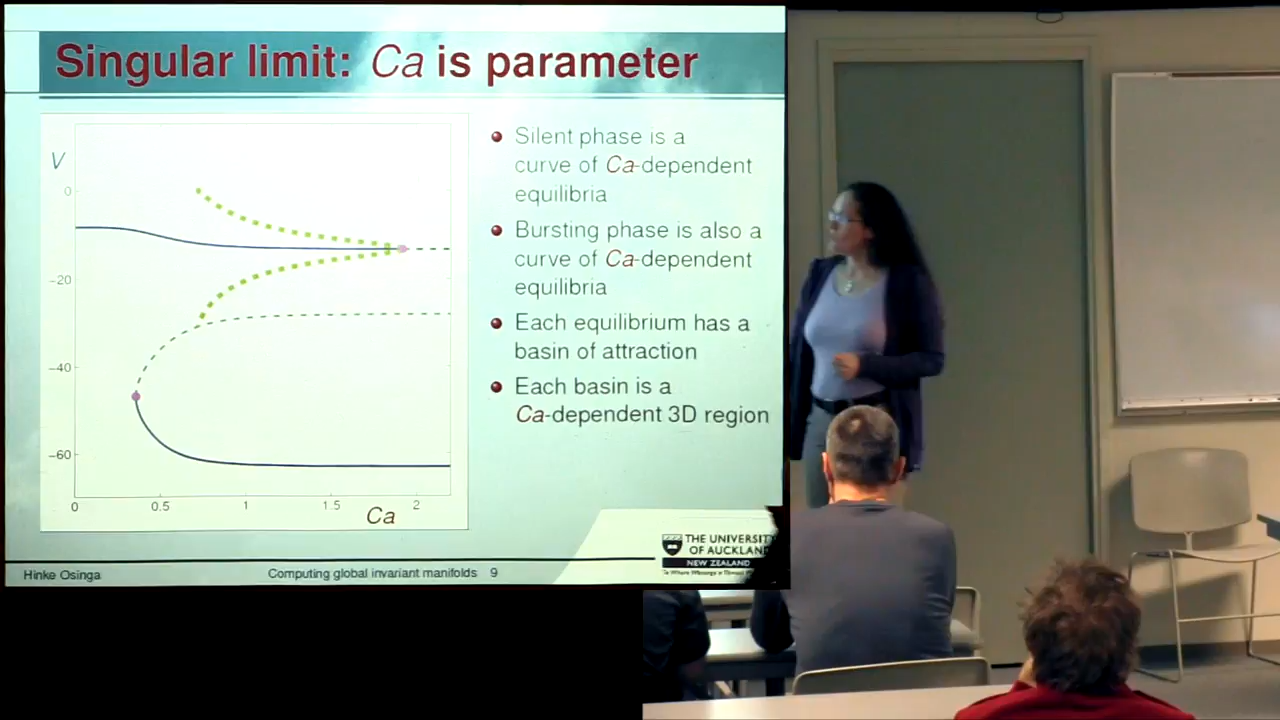 Singular limit: Ca is parameter
V
0
−20
−40
−60
0
0.5
1
1.5
2
Ca
Silent phase is a
curve of Ca-dependent
equilibria
Bursting phase is also a
curve of Ca-dependent
equilibria
Each equilibrium has a
basin of attraction
Each basin is a
Ca-dependent 3D region
THE UNIVERSITY
OF AUCKLAND
NEW ZEALAND
Hinke Osinga
Computing global invariant manifolds 9